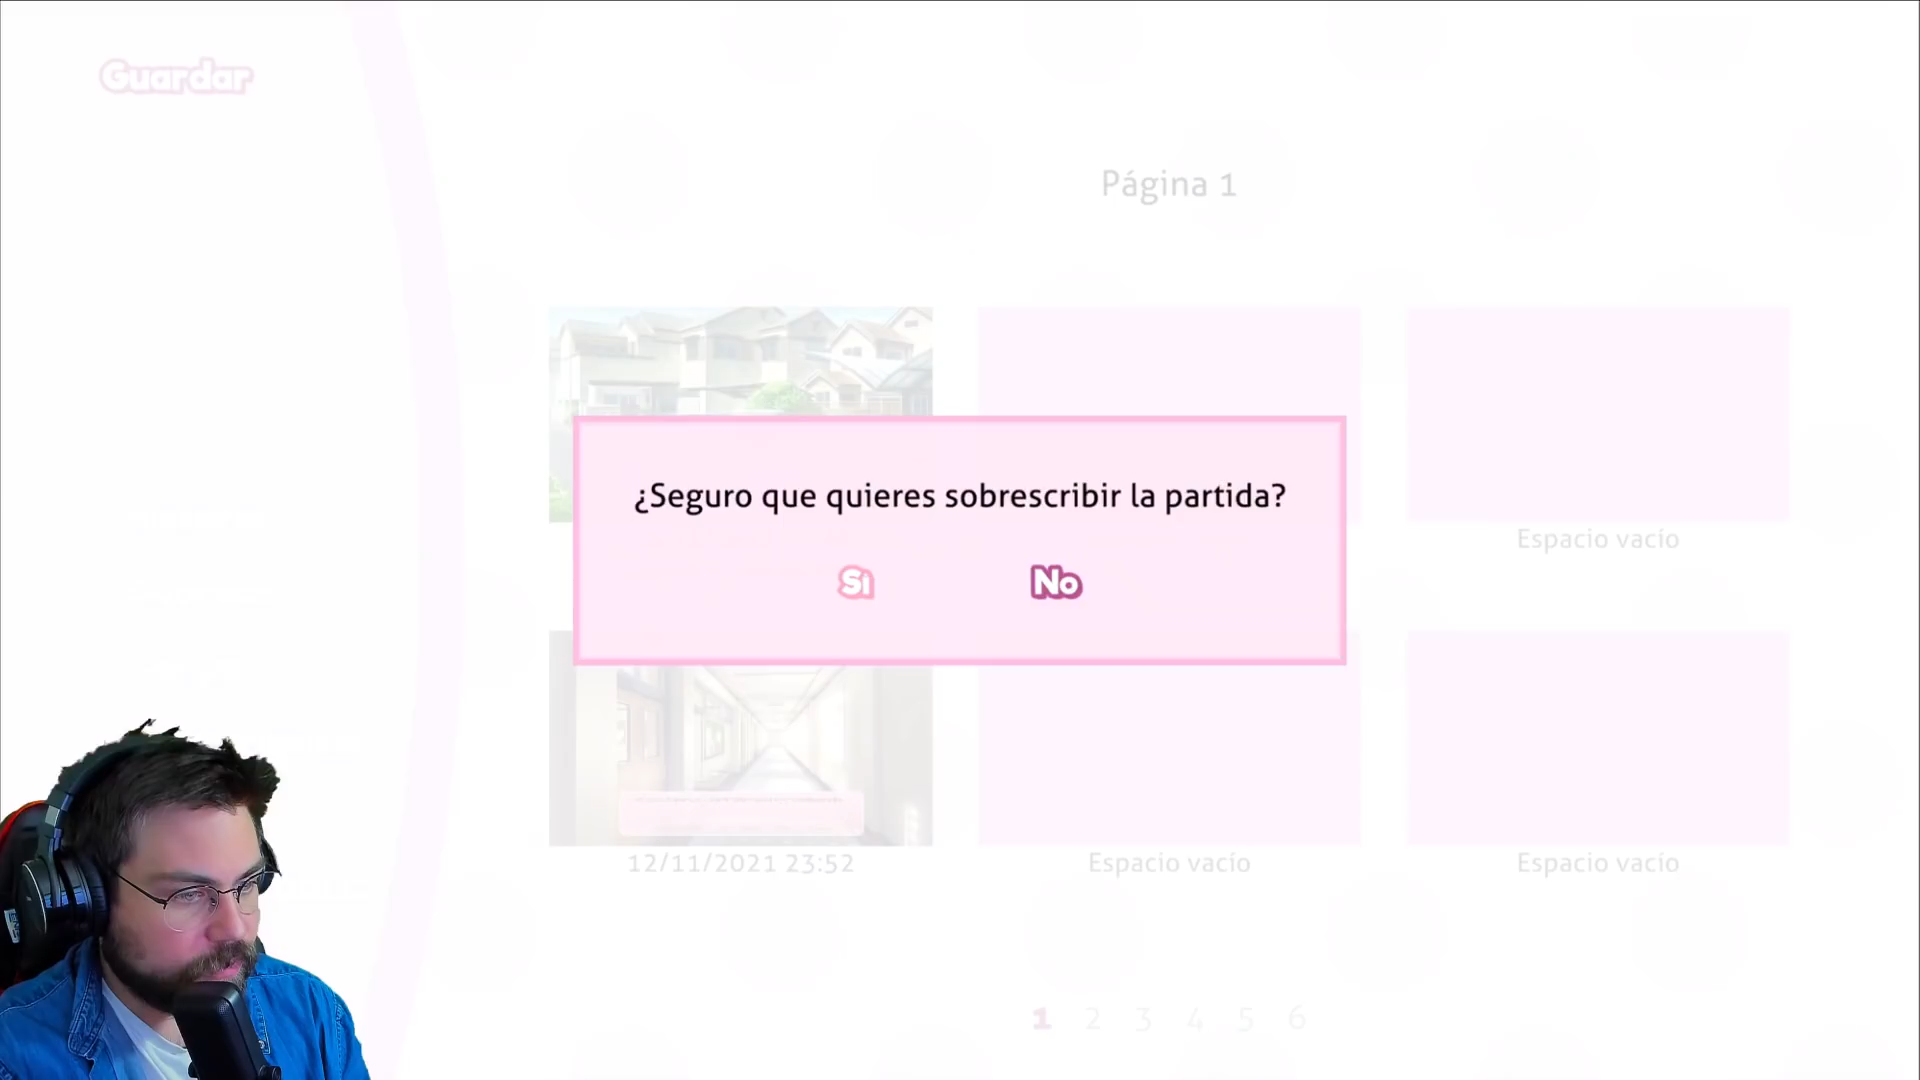 Guardar
Página 1
¿Seguro que quieres sobrescribir la partida?
Sí
No
Espacio vacío
12/11/2021 23:52
Espacio vacío
Espacio vacío
1 2 3 4 5 6